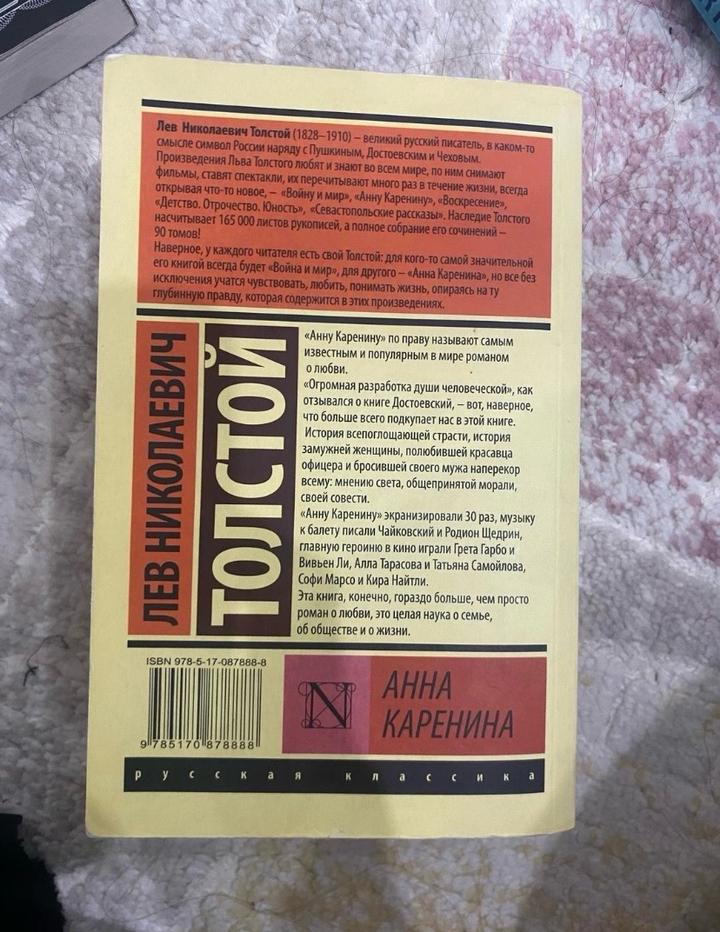 Лев Николаевич Толстой (1828–1910) – великий русский писатель, в каком-то
смысле символ России наряду с Пушкиным, Достоевским и Чеховым.
Произведения Льва Толстого любят и знают во всем мире, по ним снимают
фильмы, ставят спектакли, их перечитывают много раз в течение жизни, всегда
открывая что-то новое, – «Войну и мир», «Анну Каренину», «Воскресение»,
«Детство. Отрочество. Юность», «Севастопольские рассказы». Наследие Толстого
насчитывает 165 000 листов рукописей, а полное собрание его сочинений –
90 томов!
Наверное, у каждого читателя есть свой Толстой: для кого-то самой значительной
его книгой всегда будет «Война и мир», для другого – «Анна Каренина», но все без
исключения учатся чувствовать, любить, понимать жизнь, опираясь на ту
глубинную правду, которая содержится в этих произведениях.
ЛЕВ НИКОЛАЕВИЧ
ТОЛСТОЙ
«Анну Каренину» по праву называют самым
известным и популярным в мире романом
о любви.
«Огромная разработка души человеческой», как
отзывался о книге Достоевский, – вот, наверное,
что больше всего подкупает нас в этой книге.
История всепоглощающей страсти, история
замужней женщины, полюбившей красавца
офицера и бросившей своего мужа наперекор
всему: мнению света, общепринятой морали,
своей совести.
«Анну Каренину» экранизировали 30 раз, музыку
к балету писали Чайковский и Родион Щедрин,
главную героиню в кино играли Грета Гарбо и
Вивьен Ли, Алла Тарасова и Татьяна Самойлова,
Софи Марсо и Кира Найтли.
Эта книга, конечно, гораздо больше, чем просто
роман о любви, это целая наука о семье,
об обществе и о жизни.
ISBN 978-5-17-087888-8
9 785170 878888
N
АННА
КАРЕНИНА
русская классика